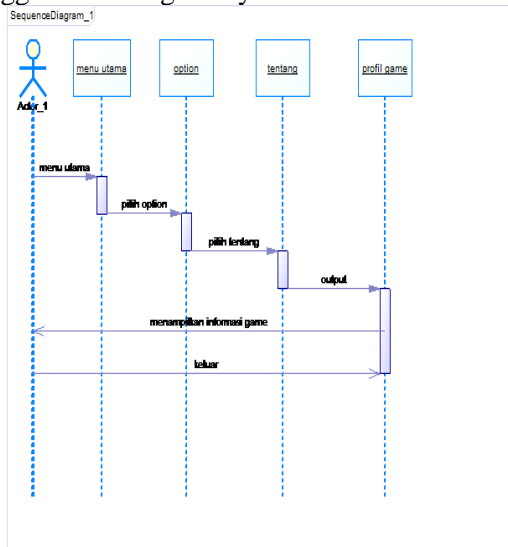 SequenceDiagram_1
menu utama
option
tentang
profil game
Actor_1
menu utama
pilih option
pilih tentang
output
menampilkan informasi game
keluar